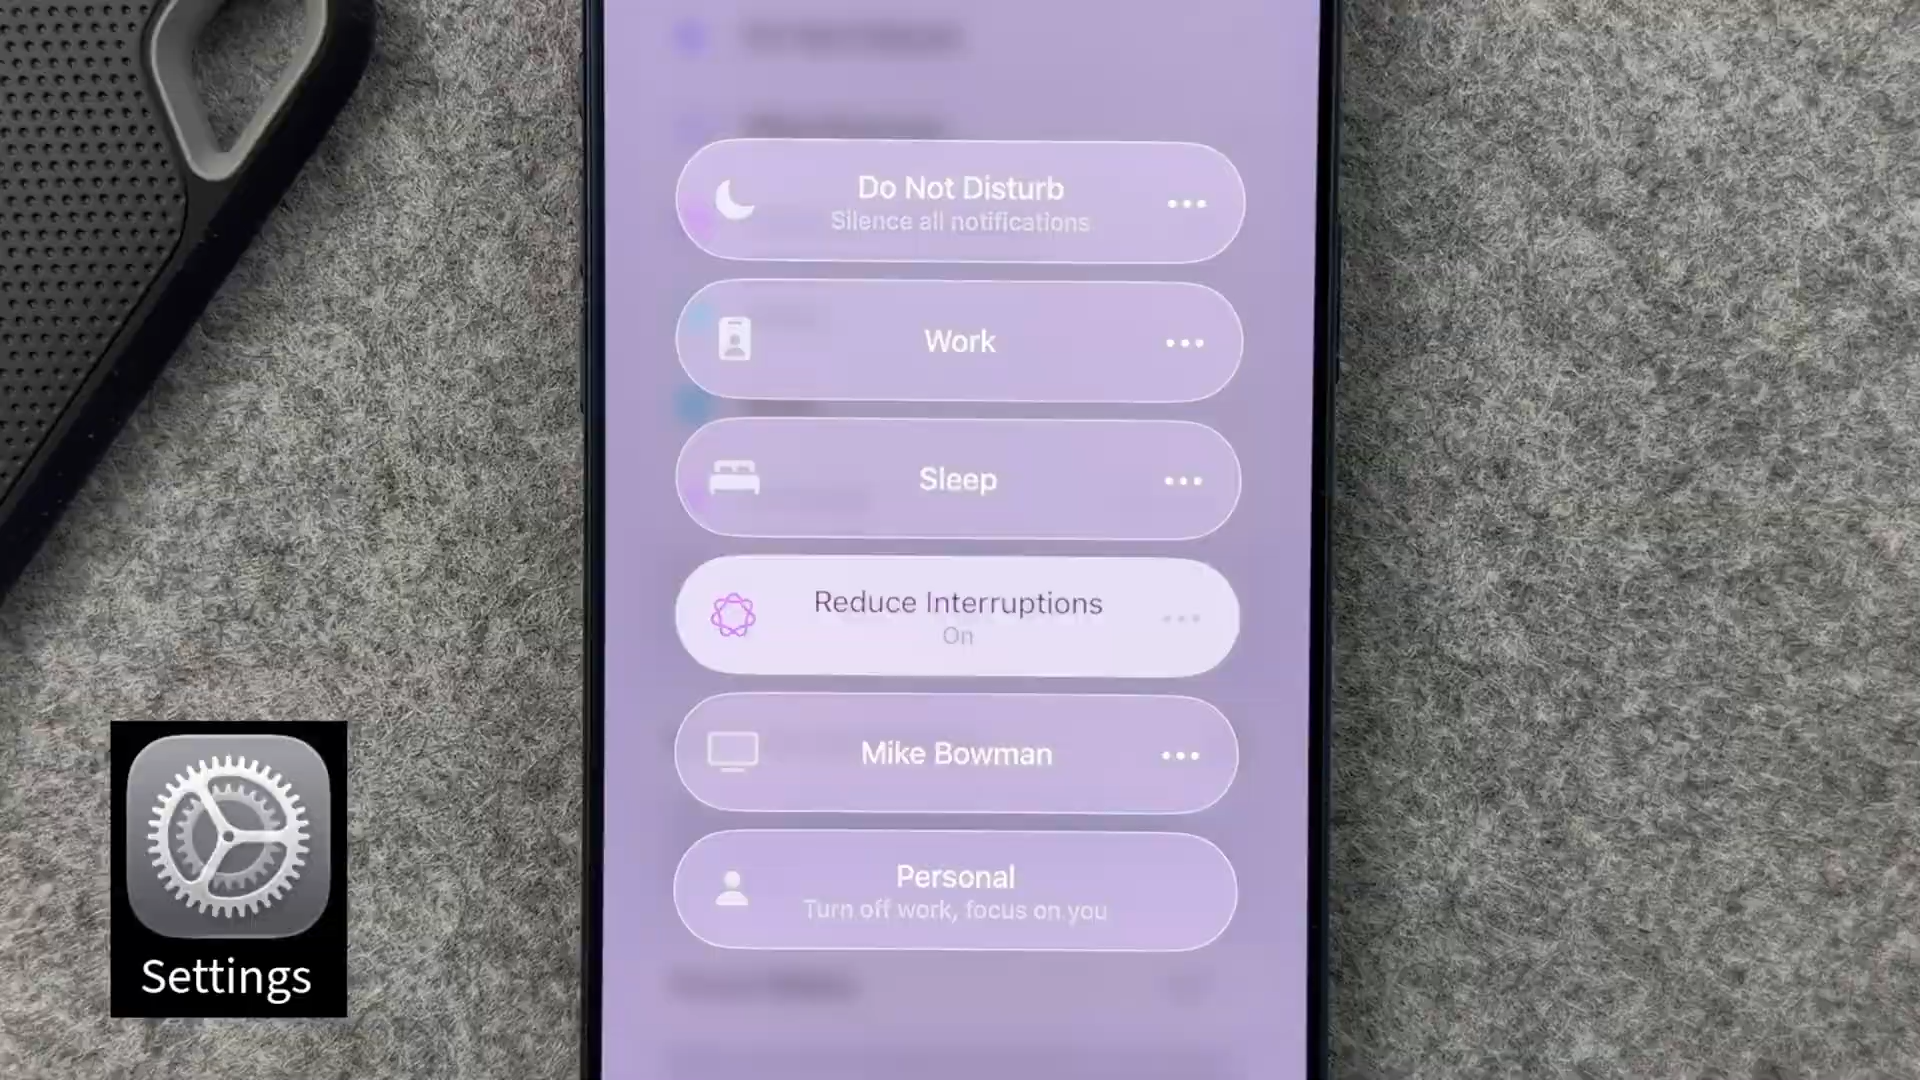 Do Not Disturb
Silence all notifications
Work
Sleep
Reduce Interruptions
On
Mike Bowman
Personal
Turn off work, focus on you
Settings